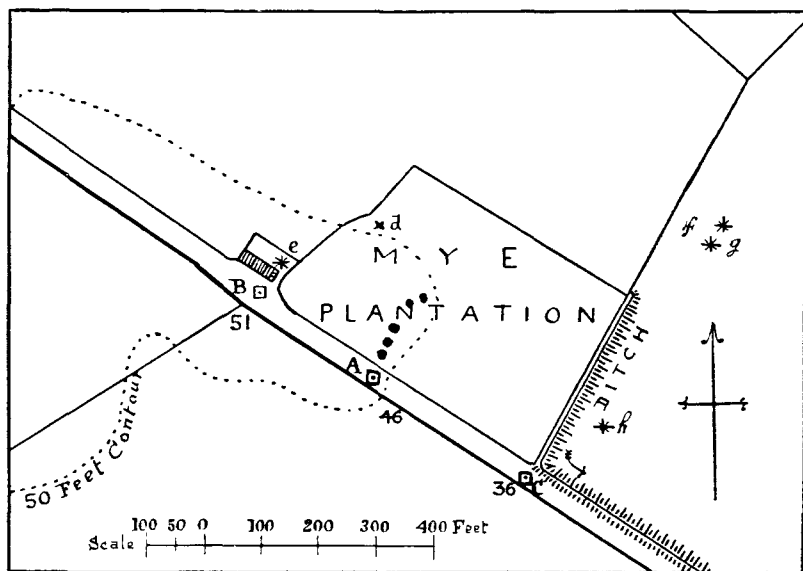 f
g
d
e
M Y E
B
PLANTATION
51
DITCH
A
46
h
50 Feet Contour
36 C
100 50 0 100 200 300 400 Feet
Scale